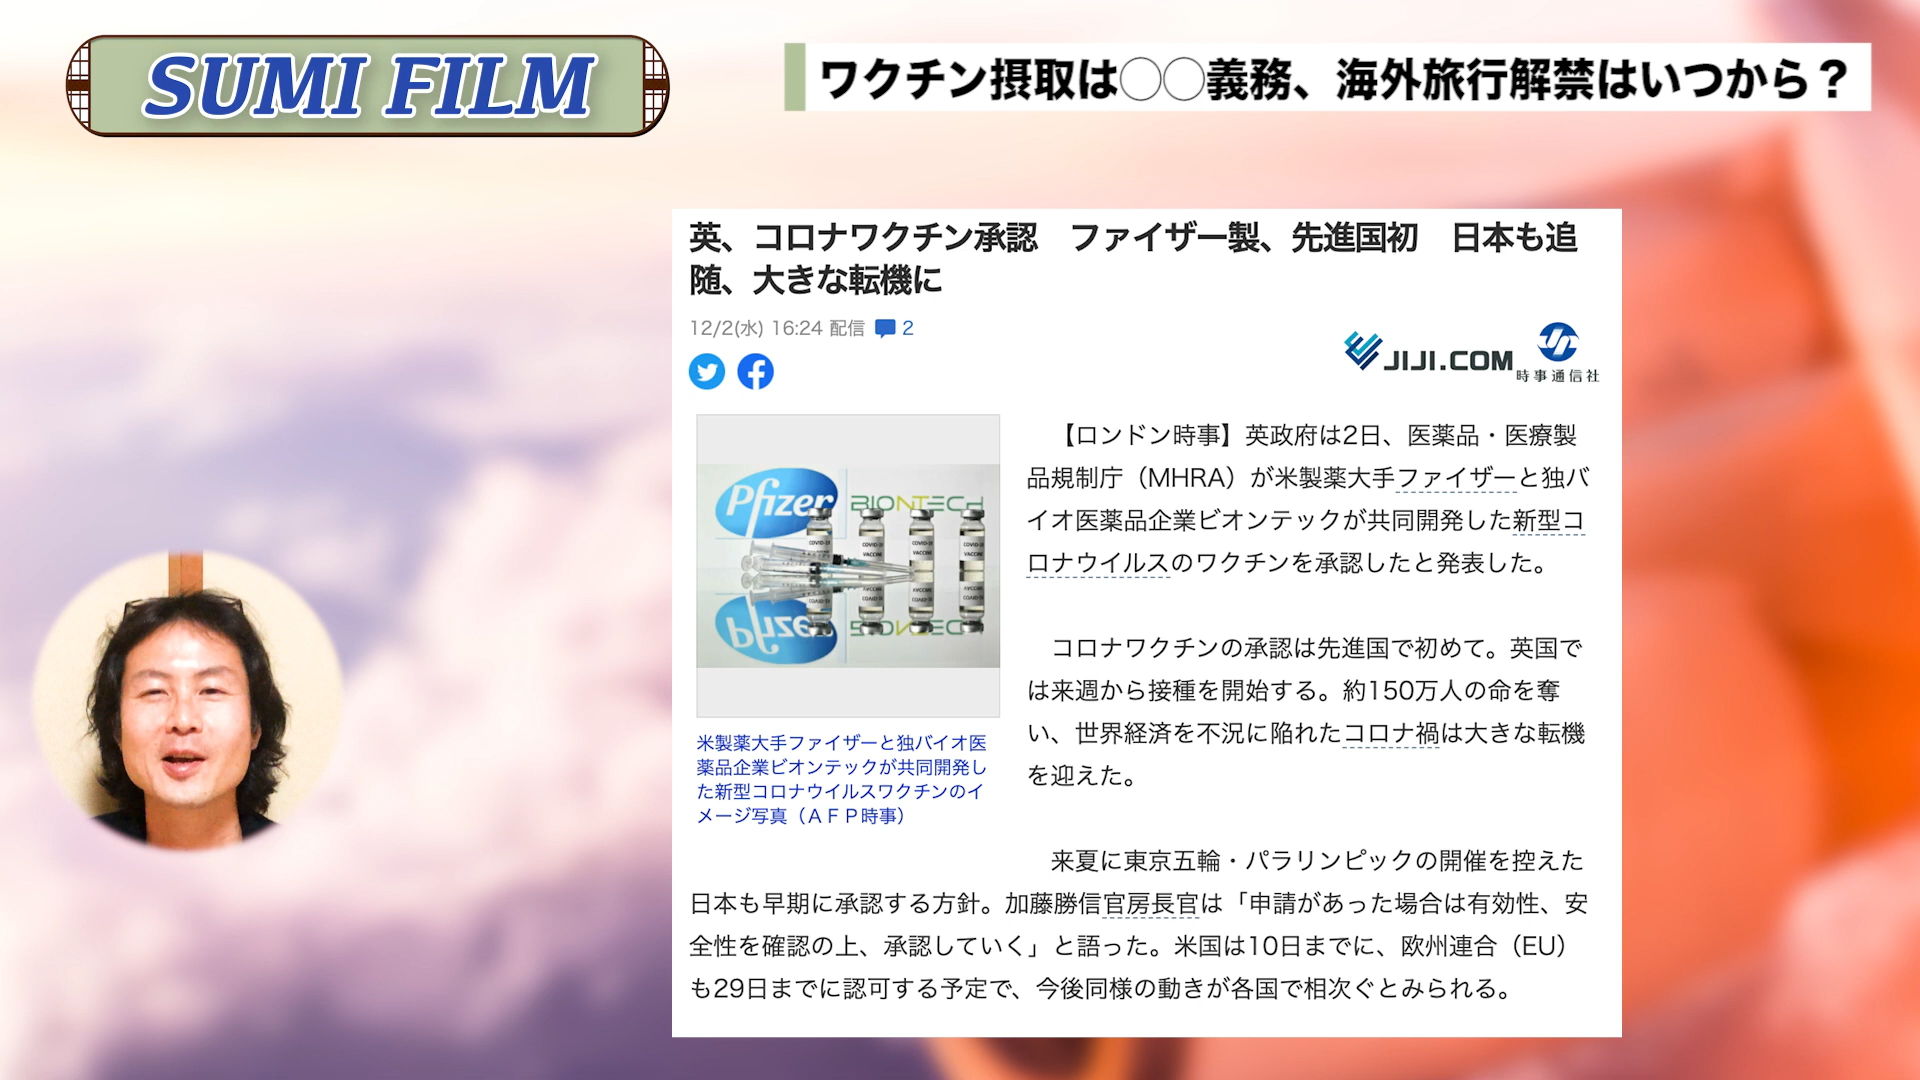 SUMI FILM
ワクチン摂取は◯◯義務、海外旅行解禁はいつから？
英、コロナワクチン承認　ファイザー製、先進国初　日本も追
随、大きな転機に
12/2(水) 16:24 配信 2
JIJI.COM
時事通信社
Pfizer BIONTECH
COVID-19 VACCINE
COVID-19 VACCINE
COVID-19 VACCINE
【ロンドン時事】英政府は2日、医薬品・医療製
品規制庁（MHRA）が米製薬大手ファイザーと独バ
イオ医薬品企業ビオンテックが共同開発した新型コ
ロナウイルスのワクチンを承認したと発表した。
コロナワクチンの承認は先進国で初めて。英国で
は来週から接種を開始する。約150万人の命を奪
い、世界経済を不況に陥れたコロナ禍は大きな転機
を迎えた。
米製薬大手ファイザーと独バイオ医
薬品企業ビオンテックが共同開発し
た新型コロナウイルスワクチンのイ
メージ写真（ＡＦＰ時事）
来夏に東京五輪・パラリンピックの開催を控えた
日本も早期に承認する方針。加藤勝信官房長官は「申請があった場合は有効性、安
全性を確認の上、承認していく」と語った。米国は10日までに、欧州連合（EU）
も29日までに認可する予定で、今後同様の動きが各国で相次ぐとみられる。